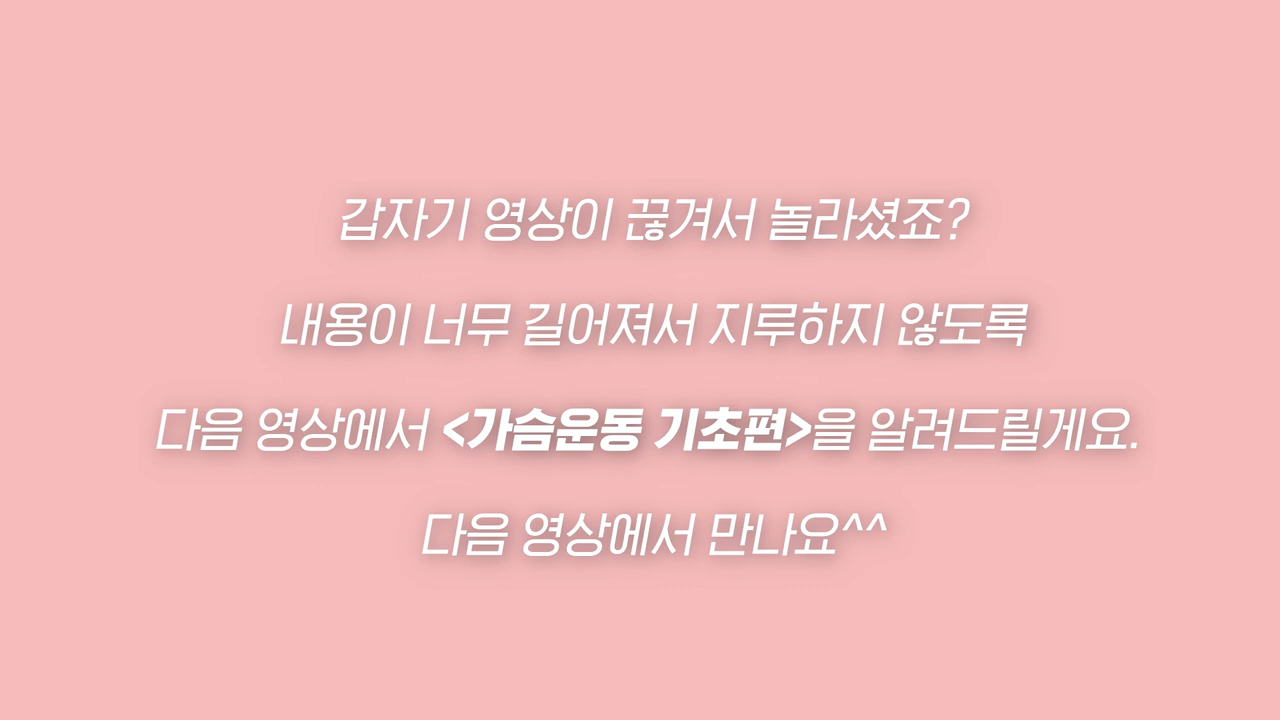 갑자기 영상이 끊겨서 놀라셨죠?
내용이 너무 길어져서 지루하지 않도록
다음 영상에서 <가슴운동 기초편>을 알려드릴게요.
다음 영상에서 만나요^^